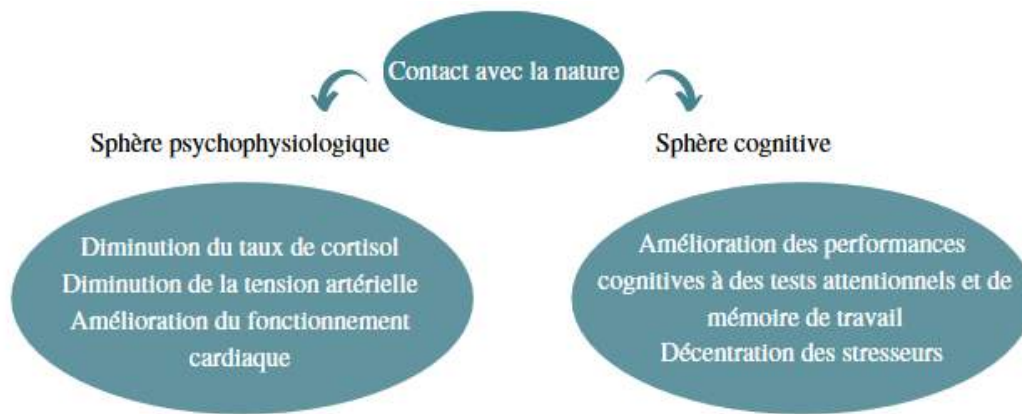 Contact avec la nature
Sphère psychophysiologique
Sphère cognitive
Diminution du taux de cortisol
Diminution de la tension artérielle
Amélioration du fonctionnement
cardiaque
Amélioration des performances
cognitives à des tests attentionnels et de
mémoire de travail
Décentration des stresseurs